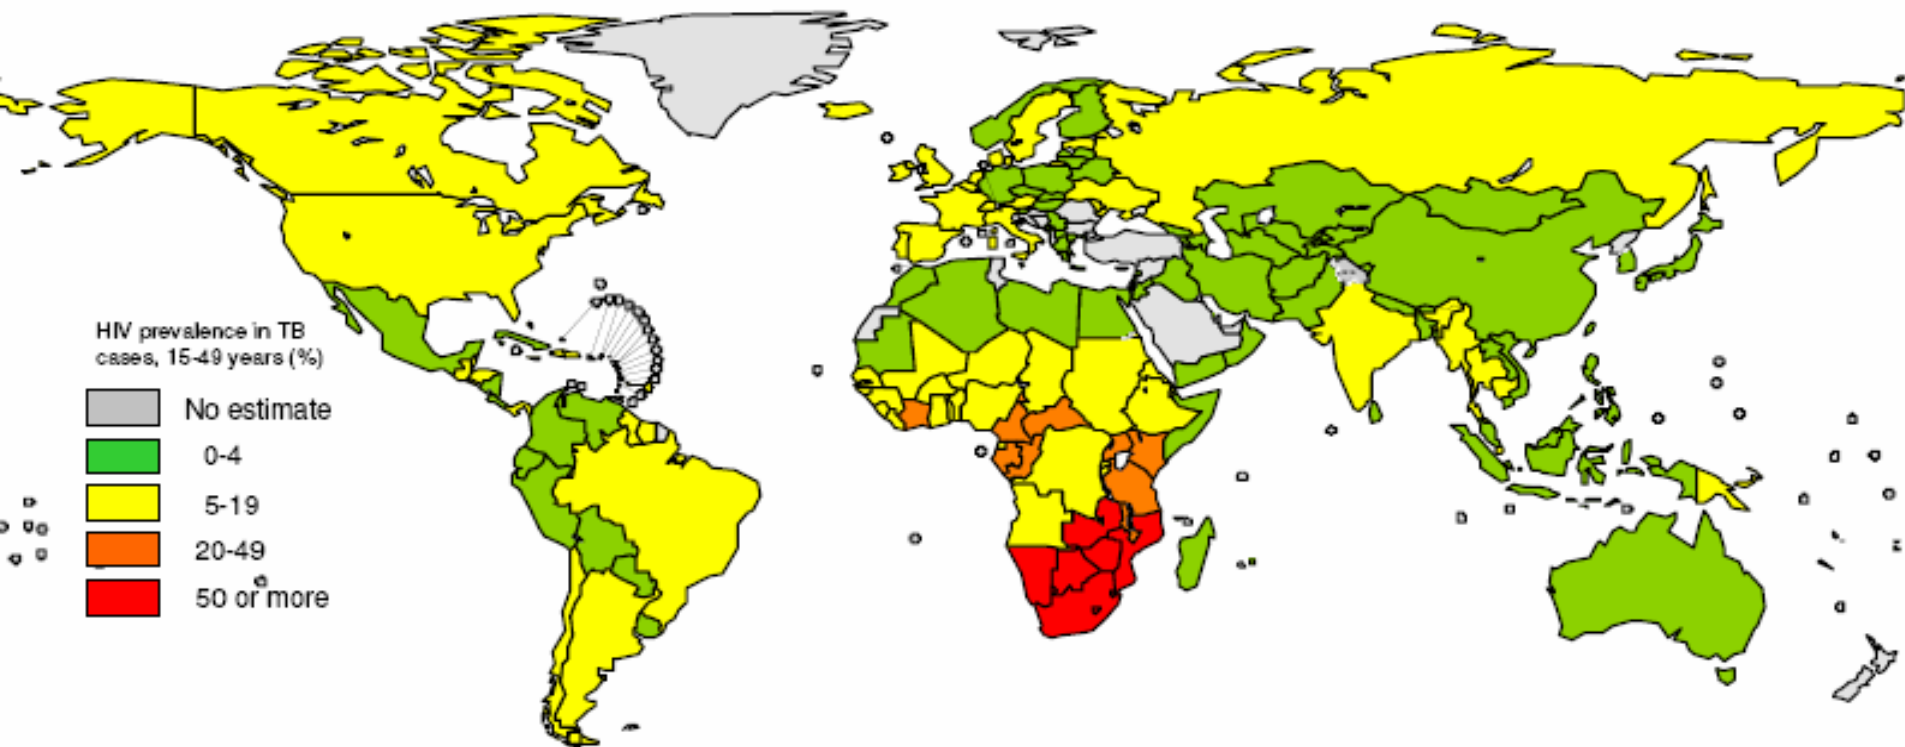 HIV prevalence in TB
cases, 15-49 years (%)
No estimate
0-4
5-19
20-49
50 or more